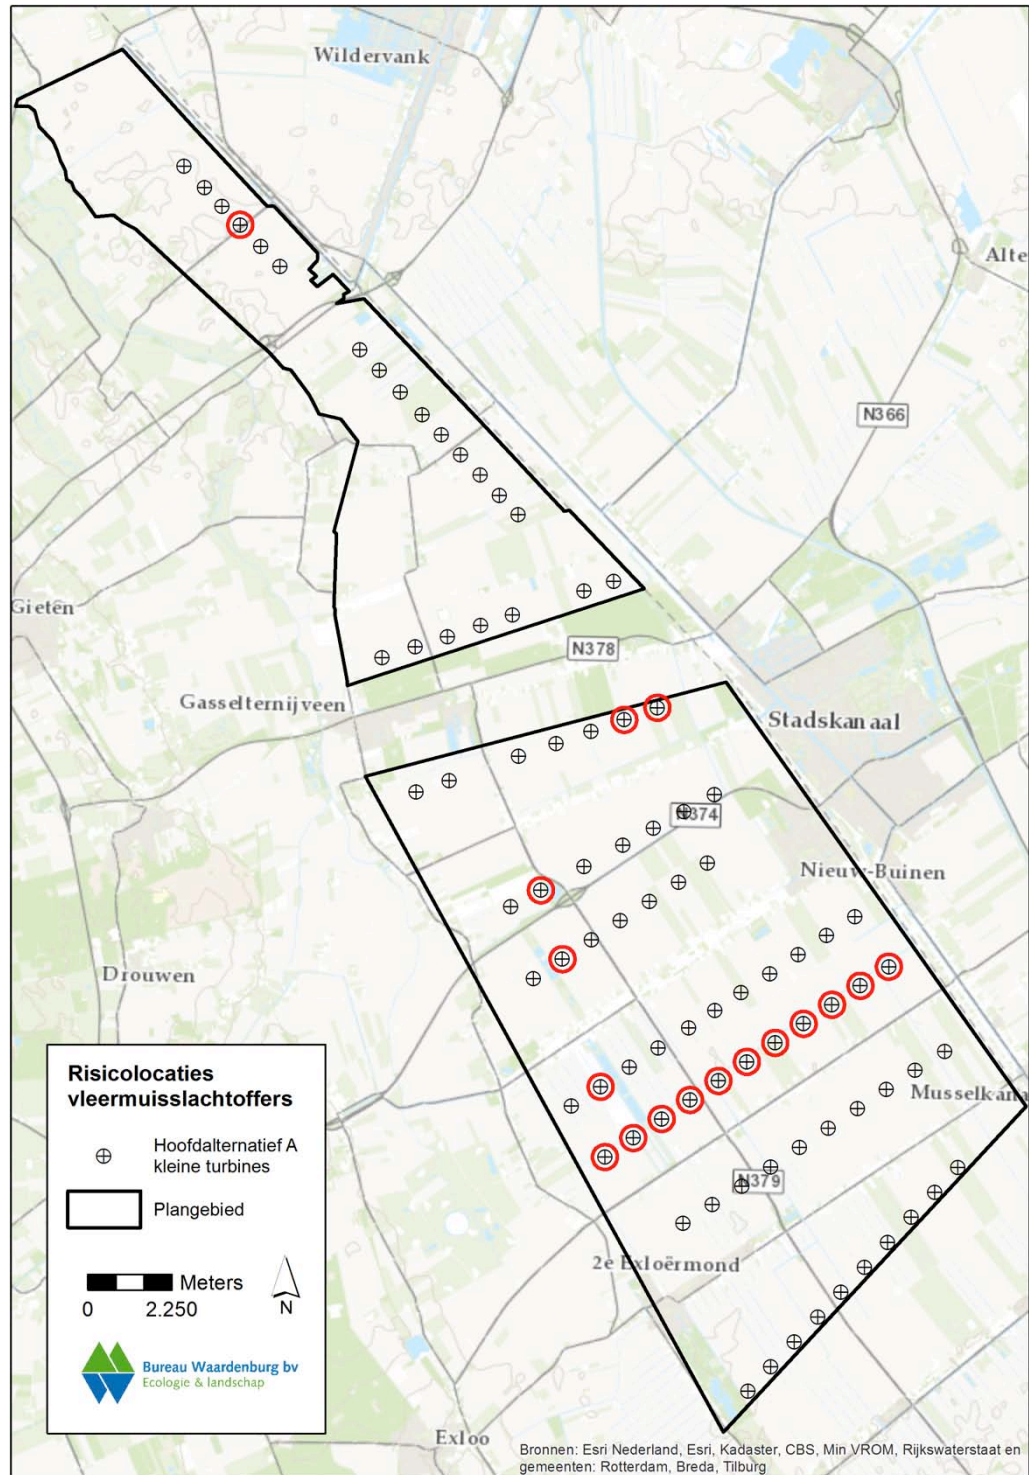 Wildervank
Alte
N366
Gieten
N378
Gasselternijveen
Stadskanaal
N374
Nieuw-Buinen
Drouwen
Musselkana
N379
2e Exloërmond
Exloo
Risicolocaties
vleermuisslachtoffers
Hoofdalternatief A
kleine turbines
Plangebied
Meters
0 2.250
N
Bureau Waardenburg bv
Ecologie & landschap
Bronnen: Esri Nederland, Esri, Kadaster, CBS, Min VROM, Rijkswaterstaat en
gemeenten: Rotterdam, Breda, Tilburg